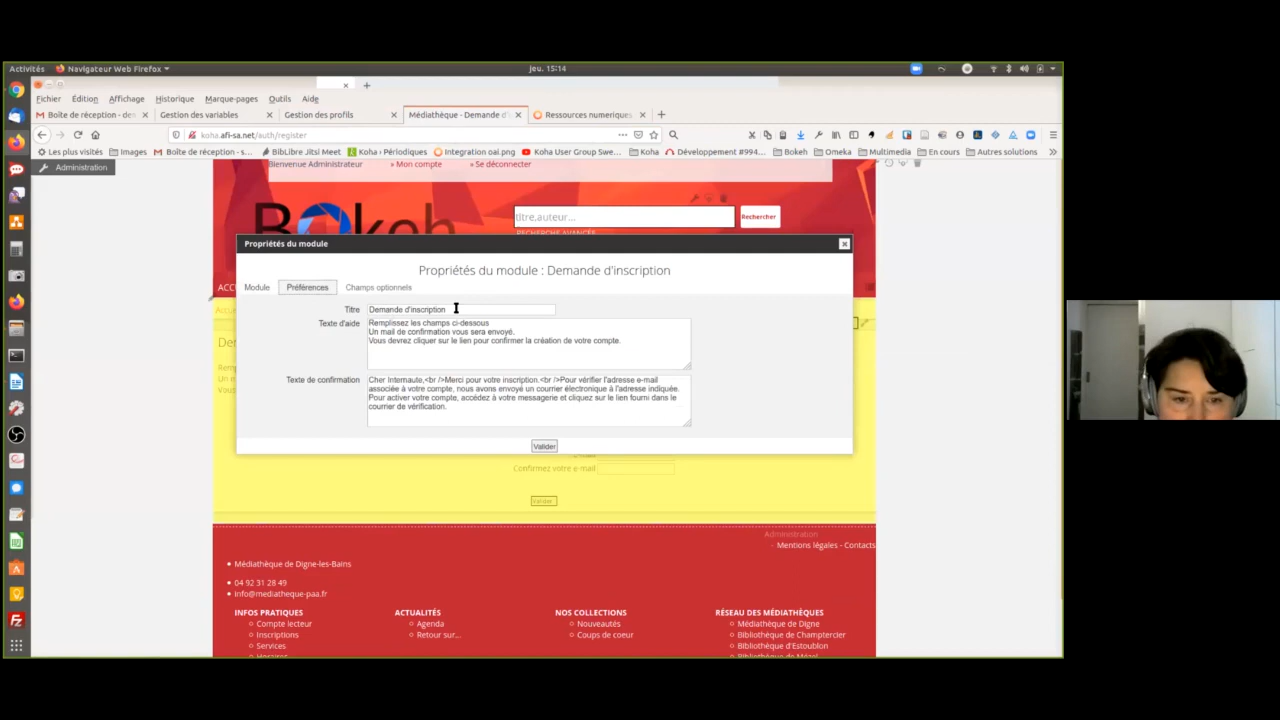 Activités
Navigateur Web Firefox
jeu. 15:14
Fichier Édition Affichage Historique Marque-pages Outils Aide
Gestion des variables
Gestion des profils
Médiathèque - Demande d'
Ressources numeriques
koha.afi-sa.net/auth/register
Les plus visités
Images
Boîte de réception -
BibLibre Jitsi Meet
Koha › Périodiques
Integration oai.png
Koha User Group Swe...
Koha
Développement #994...
Bokeh
Omeka
Multimedia
En cours
Autres solutions
Administration
Bienvenue Administrateur
» Mon compte
» Se déconnecter
Bokeh
titre,auteur...
Rechercher
RECHERCHE AVANCÉE
Propriétés du module
Propriétés du module : Demande d'inscription
Module
Préférences
Champs optionnels
Titre
Demande d'inscription
Texte d'aide
Remplissez les champs ci-dessous
Un mail de confirmation vous sera envoyé.
Vous devrez cliquer sur le lien pour confirmer la création de votre compte.
Texte de confirmation
Cher Internaute,<br />Merci pour votre inscription.<br />Pour vérifier l'adresse e-mail
associée à votre compte, nous avons envoyé un courrier électronique à l'adresse indiquée.
Pour activer votre compte, accédez à votre messagerie et cliquez sur le lien fourni dans le
courrier de vérification.
Valider
Confirmez votre e-mail
Valider
Administration
- Mentions légales - Contacts
Médiathèque de Digne-les-Bains
04 92 31 28 49
info@mediatheque-paa.fr
INFOS PRATIQUES
Compte lecteur
Inscriptions
Services
Horaires
ACTUALITÉS
Agenda
Retour sur...
NOS COLLECTIONS
Nouveautés
Coups de coeur
RÉSEAU DES MÉDIATHÈQUES
Médiathèque de Digne
Bibliothèque de Champtercier
Bibliothèque d'Estoublon
Bibliothèque de Mézel